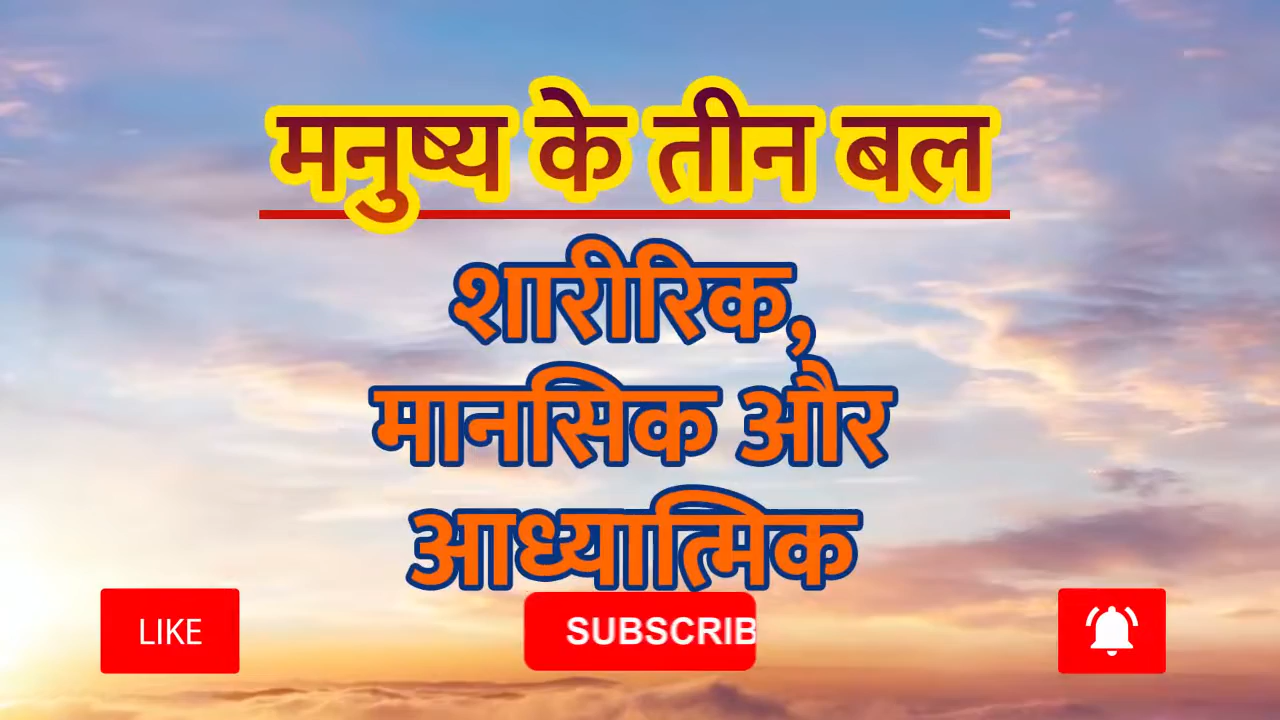 मनुष्य के तीन बल
शारीरिक,
मानसिक और
आध्यात्मिक
LIKE
SUBSCRIB